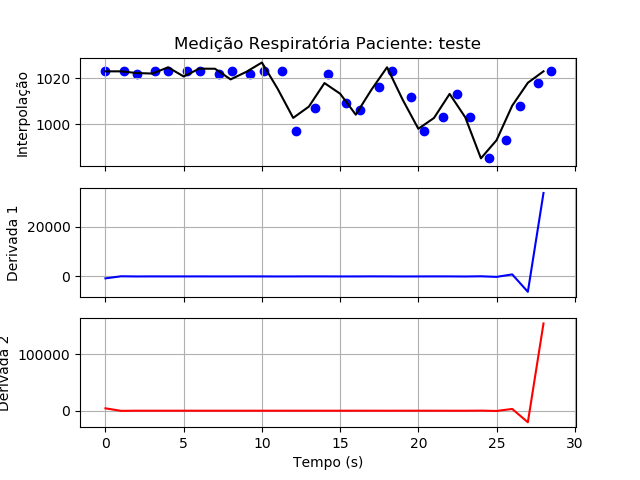 Medição Respiratória Paciente: teste
Interpolação
1020
1000
Derivada 1
20000
0
Derivada 2
100000
0
0 5 10 15 20 25 30
Tempo (s)